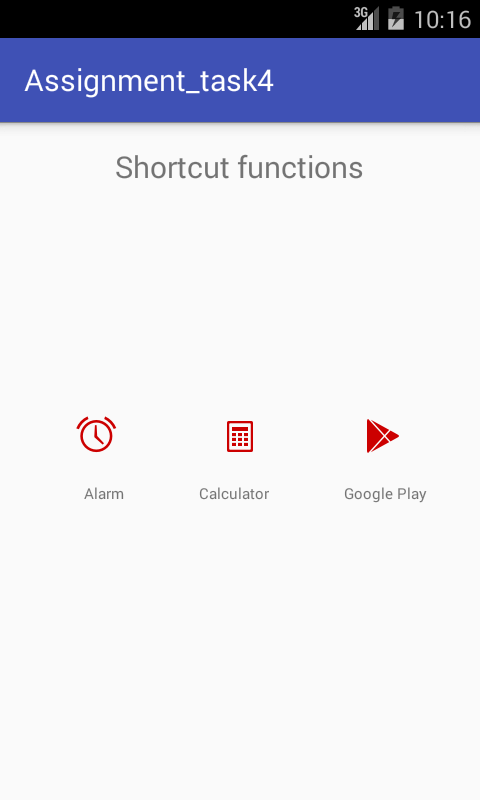 3G 10:16
Assignment_task4
Shortcut functions
Alarm Calculator Google Play